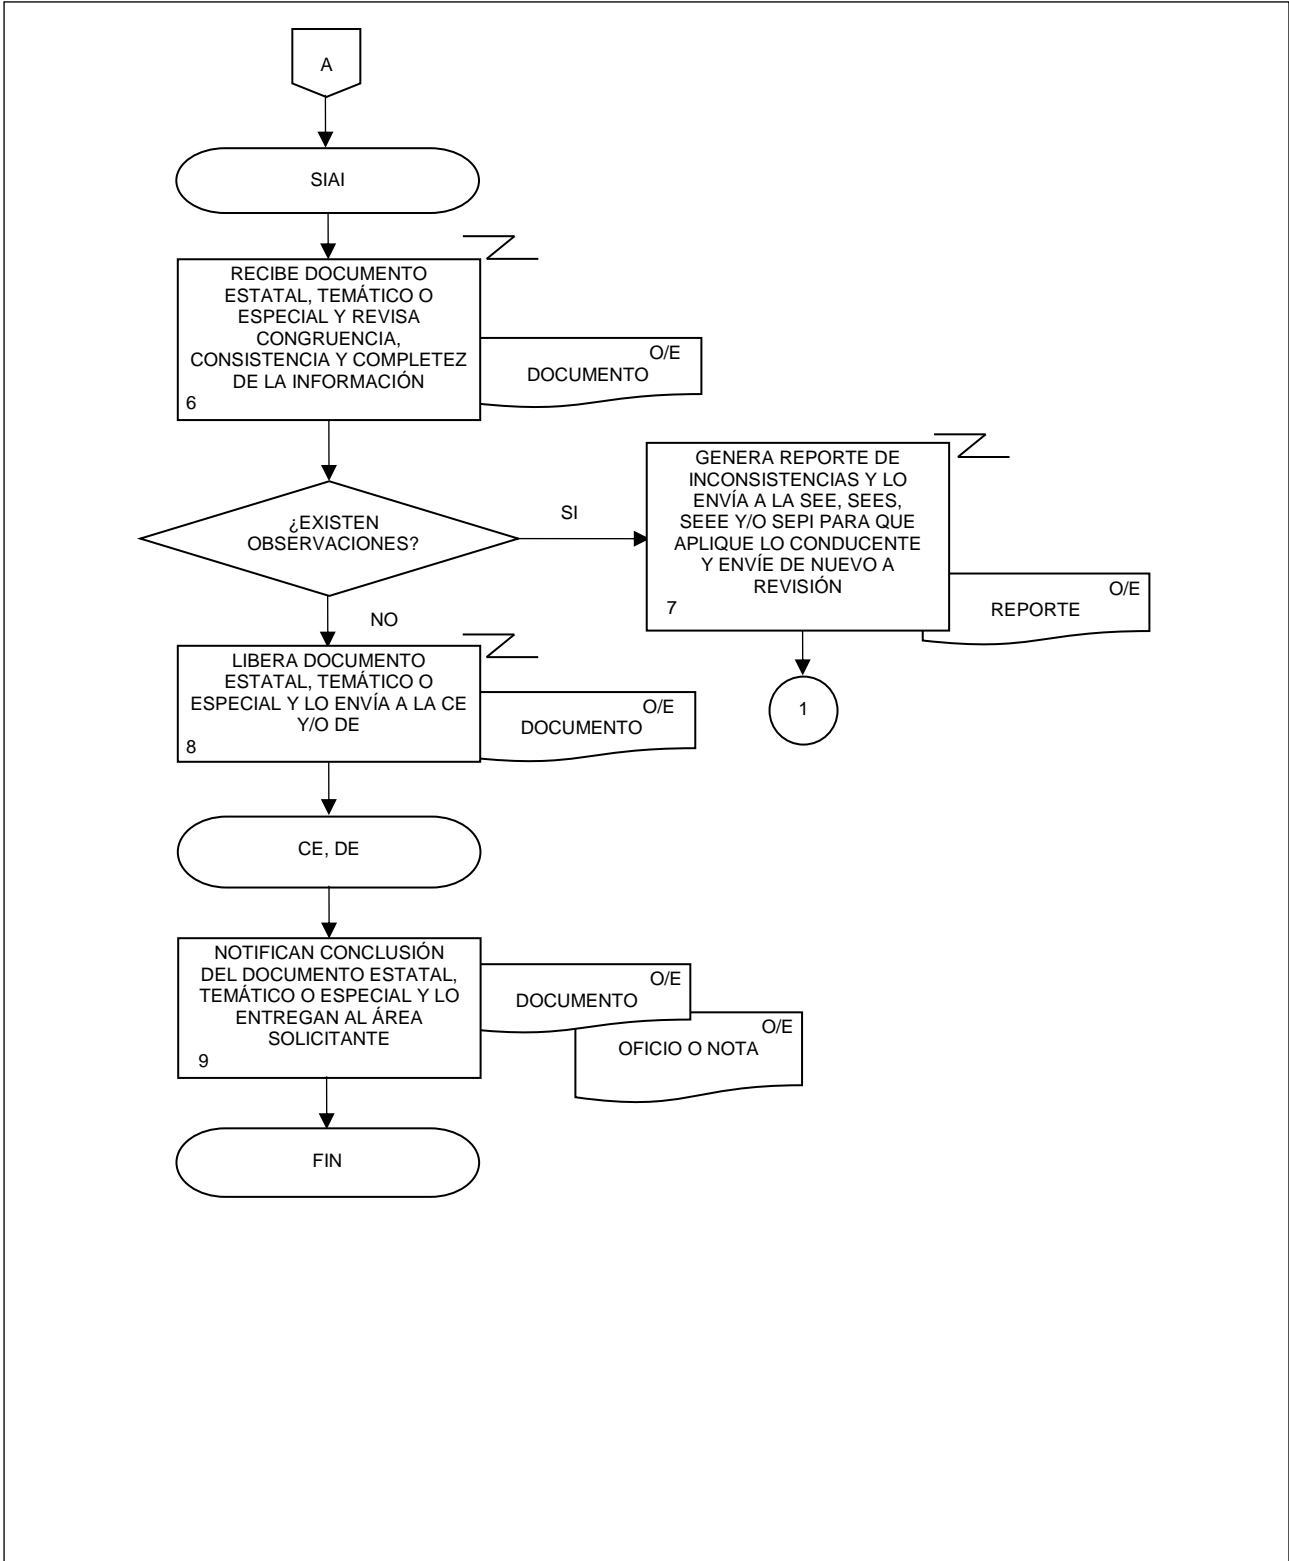 A
SIAI
RECIBE DOCUMENTO
ESTATAL, TEMÁTICO O
ESPECIAL Y REVISA
CONGRUENCIA,
CONSISTENCIA Y COMPLETEZ
DE LA INFORMACIÓN
6
O/E
DOCUMENTO
¿EXISTEN
OBSERVACIONES?
SI
GENERA REPORTE DE
INCONSISTENCIAS Y LO
ENVÍA A LA SEE, SEES,
SEEE Y/O SEPI PARA QUE
APLIQUE LO CONDUCENTE
Y ENVÍE DE NUEVO A
REVISIÓN
7
O/E
REPORTE
1
NO
LIBERA DOCUMENTO
ESTATAL, TEMÁTICO O
ESPECIAL Y LO ENVÍA A LA CE
Y/O DE
8
O/E
DOCUMENTO
CE, DE
NOTIFICAN CONCLUSIÓN
DEL DOCUMENTO ESTATAL,
TEMÁTICO O ESPECIAL Y LO
ENTREGAN AL ÁREA
SOLICITANTE
9
O/E
DOCUMENTO
O/E
OFICIO O NOTA
FIN